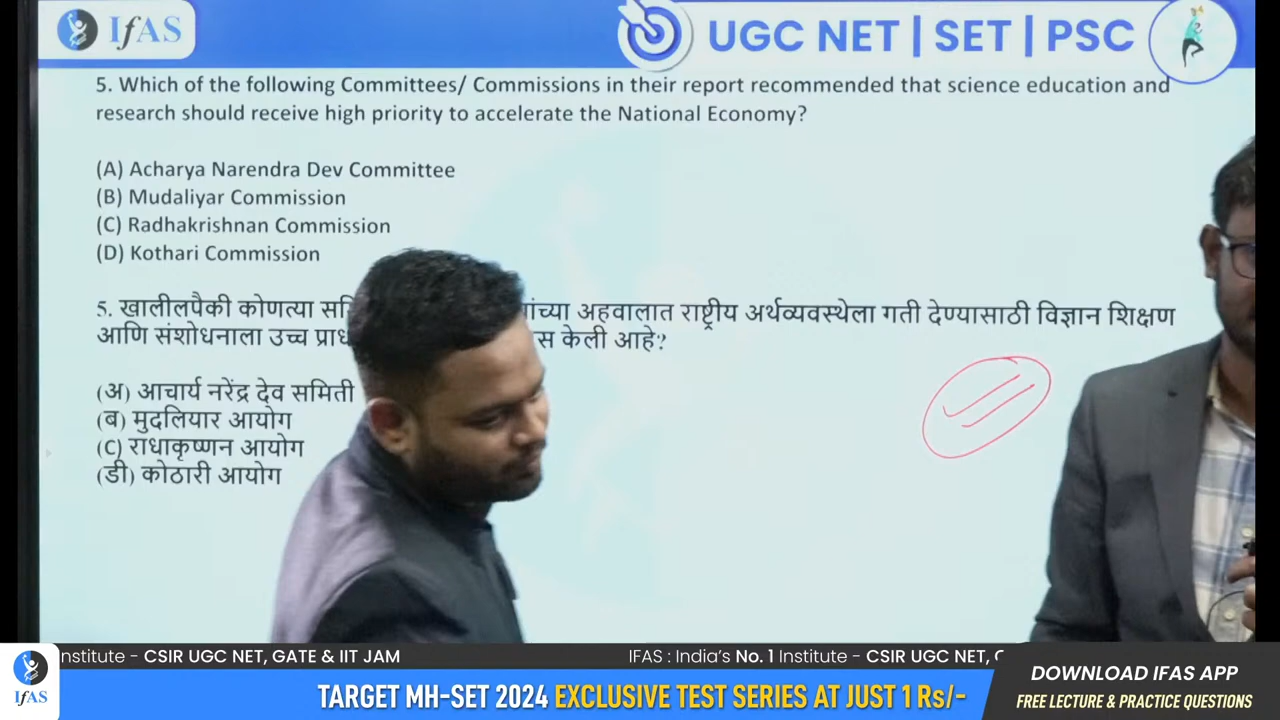 IfAS
UGC NET | SET | PSC
5. Which of the following Committees/ Commissions in their report recommended that science education and
research should receive high priority to accelerate the National Economy?
(A) Acharya Narendra Dev Committee
(B) Mudaliyar Commission
(C) Radhakrishnan Commission
(D) Kothari Commission
5. खालीलपैकी कोणत्या अहवालात राष्ट्रीय अर्थव्यवस्थेला गती देण्यासाठी विज्ञान शिक्षण
आणि संशोधनाला उच्च केली आहे?
(अ) आचार्य नरेंद्र देव समिती
(ब) मुदलियार आयोग
(C) राधाकृष्णन आयोग
(डी) कोठारी आयोग
nstitute - CSIR UGC NET, GATE & IIT JAM IFAS : India's No. 1 Institute - CSIR UGC NET,
DOWNLOAD IFAS APP
IfAS
TARGET MH-SET 2024 EXCLUSIVE TEST SERIES AT JUST 1 Rs/-
FREE LECTURE & PRACTICE QUESTIONS